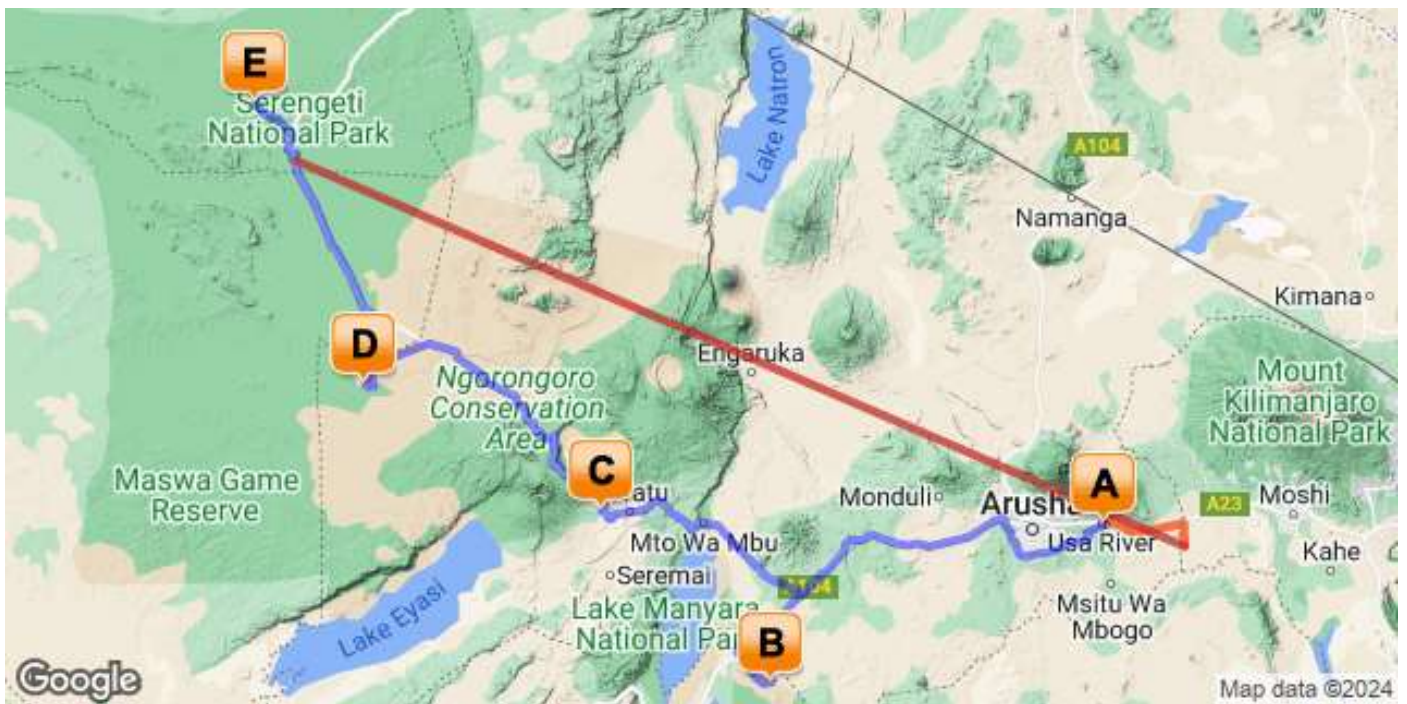 E
Serengeti
National Park
Lake Natron
A104
Namanga
Kimana
D
Engaruka
Mount
Kilimanjaro
National Park
Ngorongoro
Conservation
Area
C
A
Maswa Game
Reserve
Monduli
Arusha
A23
Moshi
Mto Wa Mbu
Usa River
Kahe
Seremai
Lake Manyara
National Par
B
Msitu Wa
Mbogo
Lake Eyasi
Google
Map data ©2024